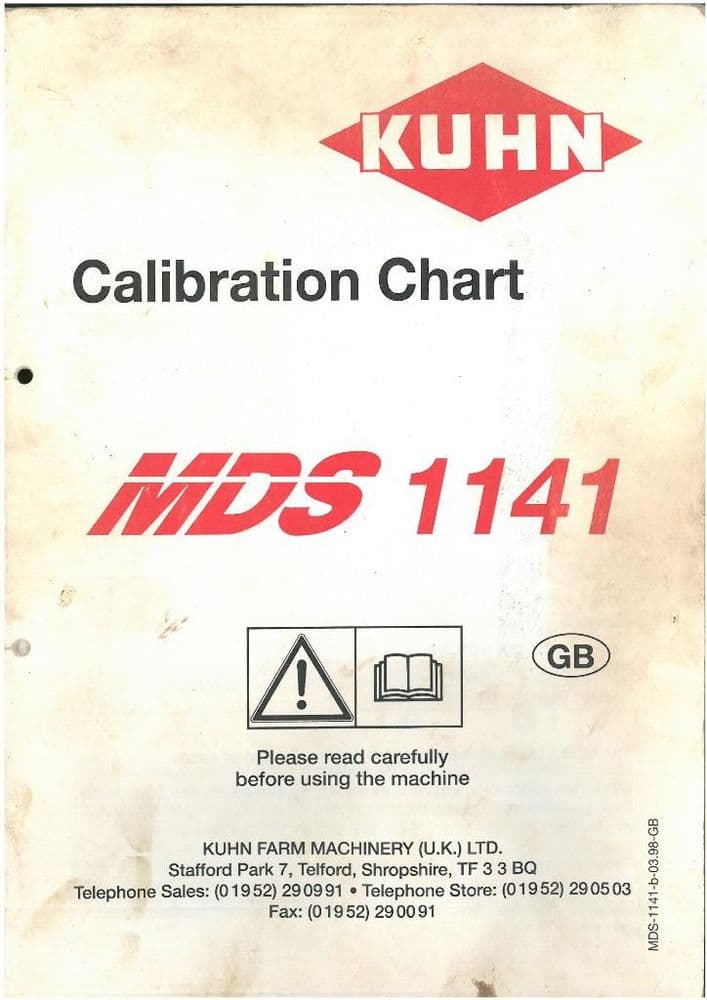 KUHN
Calibration Chart
MDS 1141
GB
Please read carefully
before using the machine
KUHN FARM MACHINERY (U.K.) LTD.
Stafford Park 7, Telford, Shropshire, TF 3 3 BQ
Telephone Sales: (01952) 290991 • Telephone Store: (01952) 290503
Fax: (01952) 290091
MDS-1141-b-03.98-GB